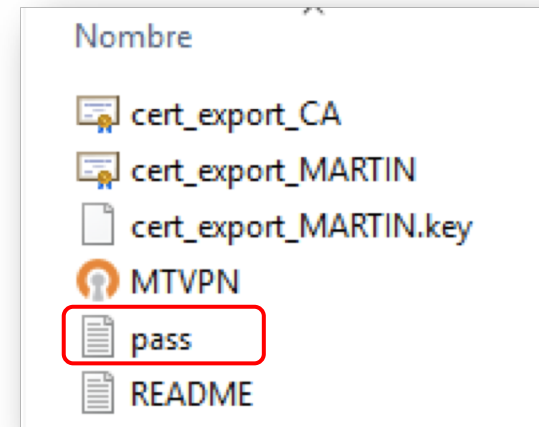 Nombre
cert_export_CA
cert_export_MARTIN
cert_export_MARTIN.key
MTVPN
pass
README